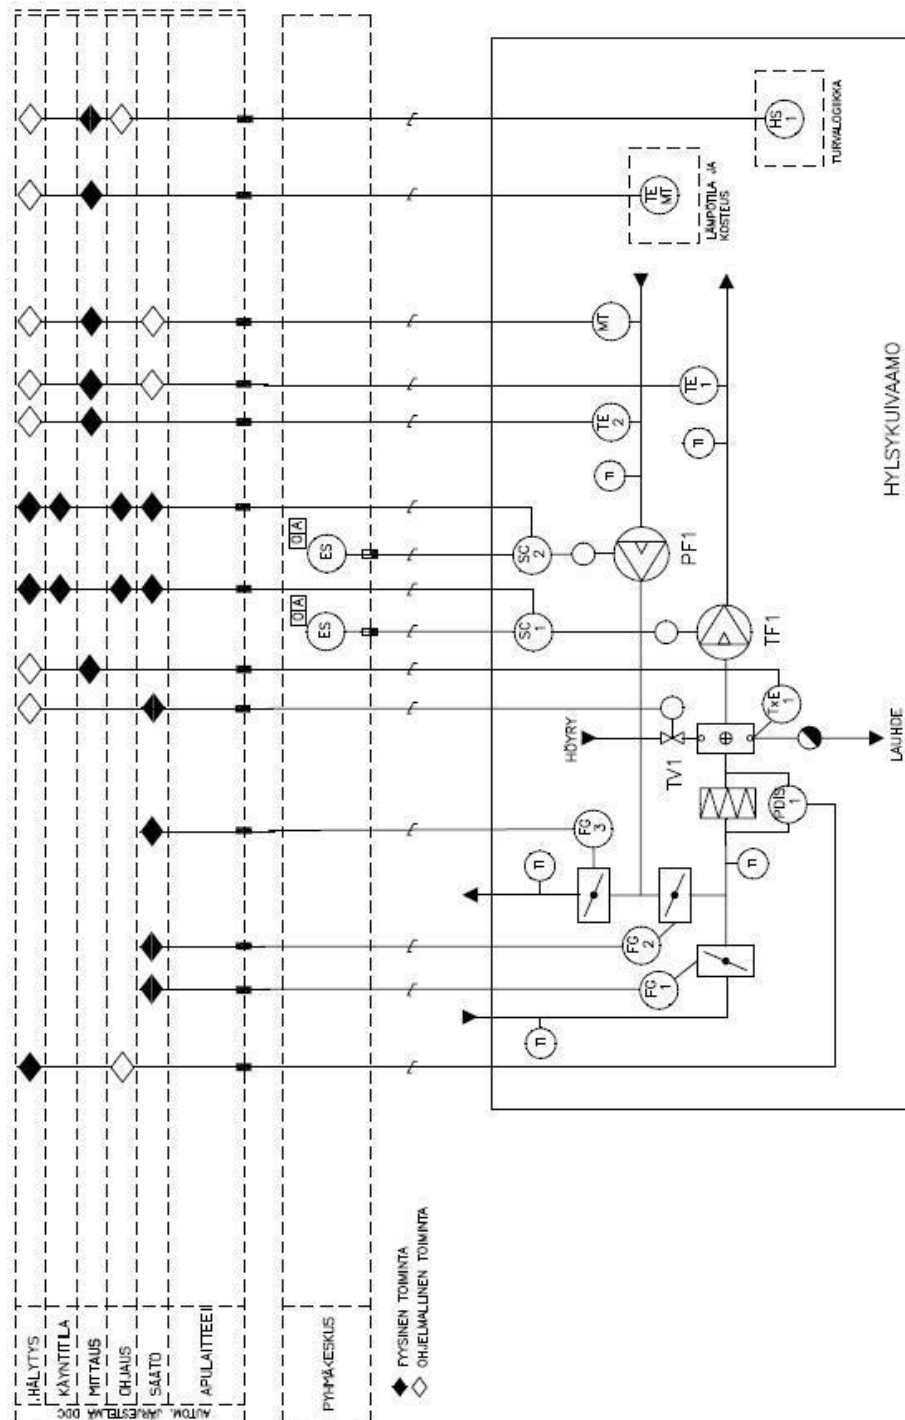 AUTOM. JÄRJESTELMÄ DDC
HÄLYTYS
KÄYNTITILA
MITTAUS
OHJAUS
SÄÄTÖ
APULAITTEET
PYHMÄKESKUS
O A
ES
O A
ES
FYYSINEN TOIMINTA
OHJELMALLINEN TOIMINTA
TI
TI
FG
3
HÖYRY
SC
1
SC
2
TI
TE
2
MT
FG
1
FG
2
TV1
PF1
TE
MT
LÄMPÖTILA JA
KOSTEUS
TI
PDIS
1
TxE
1
TF1
TI
TE
1
HS
1
TURVALOGIIKKA
LAUHDE
HYLSYKUIVAAMO